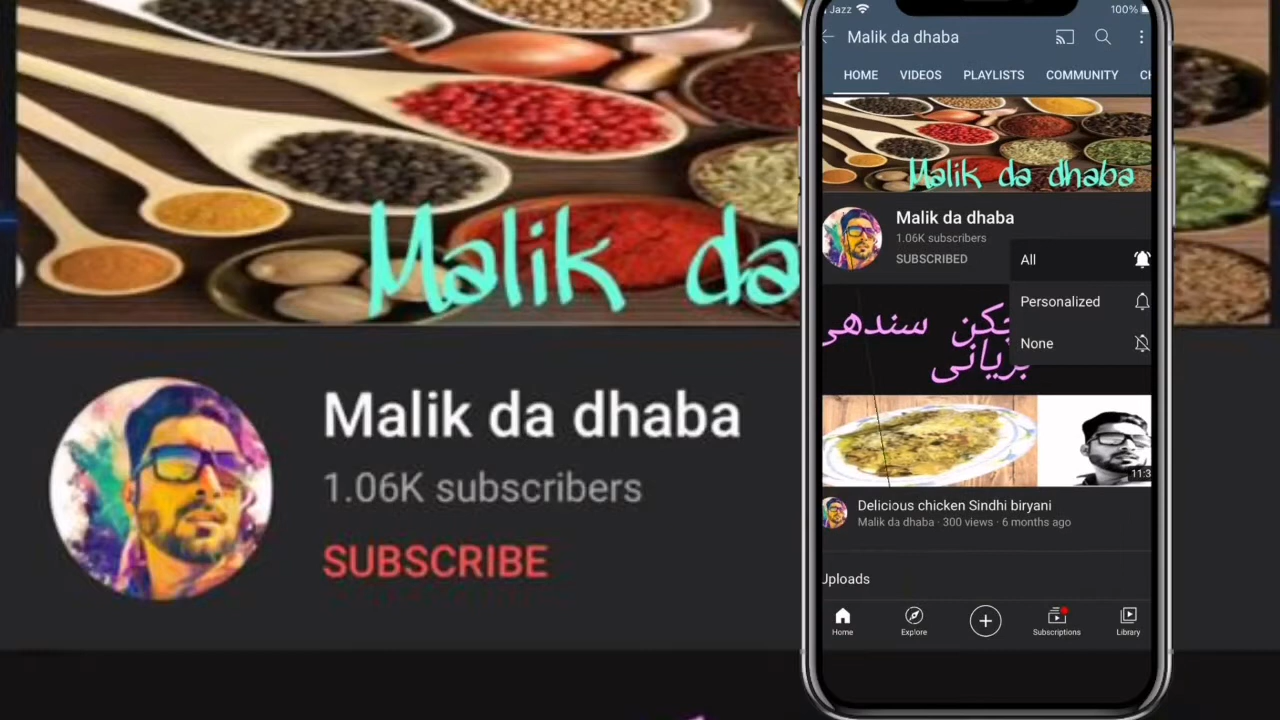 Malik da
Malik da dhaba
1.06K subscribers
SUBSCRIBE
Jazz
100%
Malik da dhaba
HOME
VIDEOS
PLAYLISTS
COMMUNITY
Malik da dhaba
Malik da dhaba
1.06K subscribers
SUBSCRIBED
All
Personalized
None
چکن سندھی
بریانی
11:3
Delicious chicken Sindhi biryani
Malik da dhaba · 300 views · 6 months ago
Uploads
Home
Explore
Subscriptions
Library